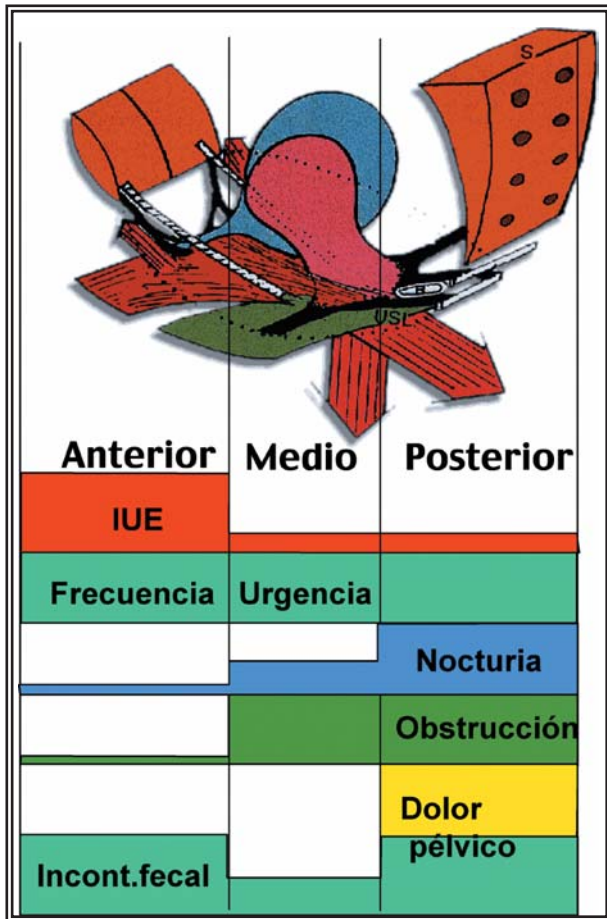 S
R
USL
Anterior Medio Posterior
IUE
Frecuencia Urgencia
Nocturia
Obstrucción
Dolor
pélvico
Incont.fecal